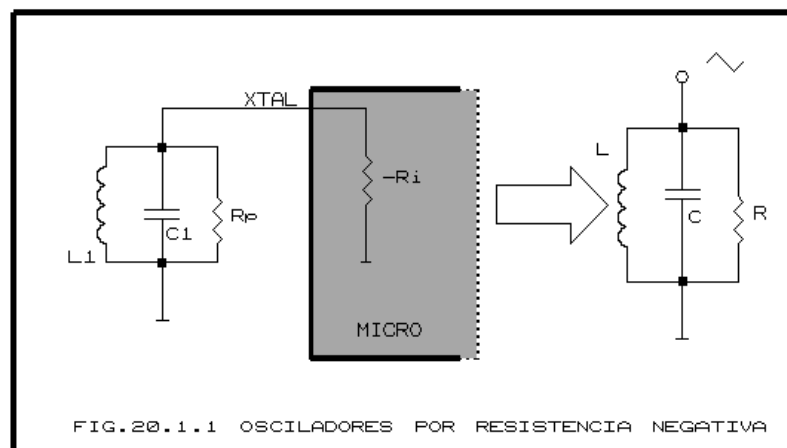 XTAL
L
-Ri
Rp
C1
C
R
L1
MICRO
FIG.20.1.1 OSCILADORES POR RESISTENCIA NEGATIVA